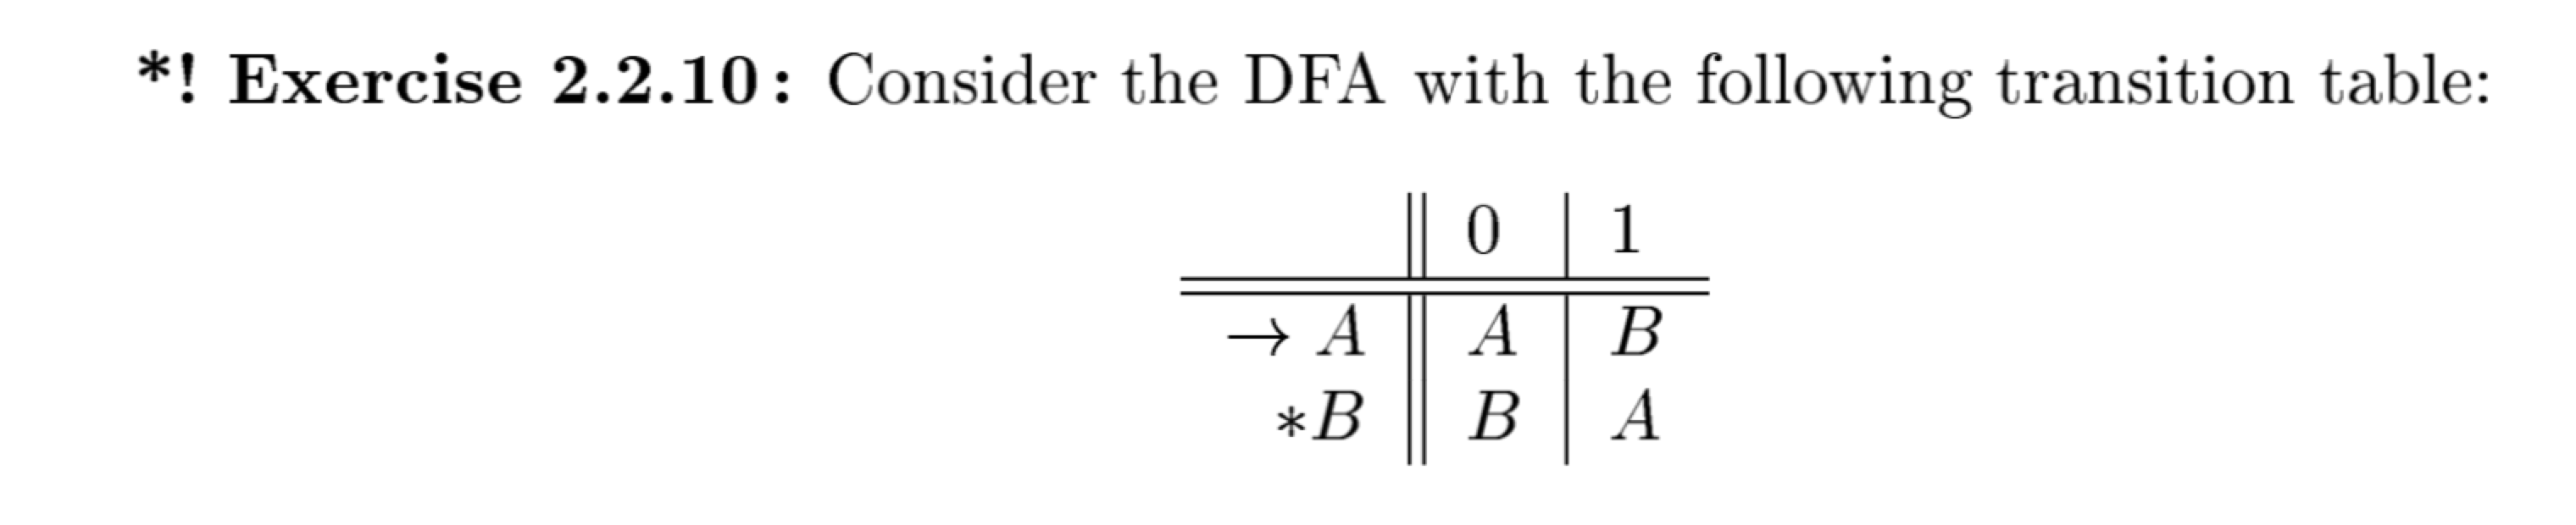 *! Exercise 2.2.10: Consider the DFA with the following transition table:
0 1
→ A A B
*B B A